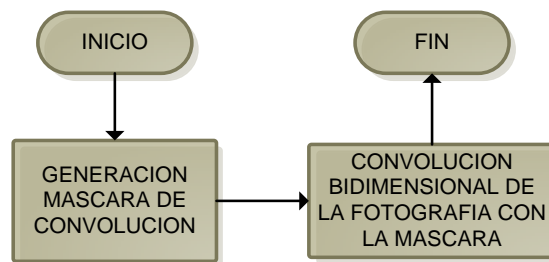 INICIO
FIN
GENERACION
MASCARA DE
CONVOLUCION
CONVOLUCION
BIDIMENSIONAL DE
LA FOTOGRAFIA CON
LA MASCARA